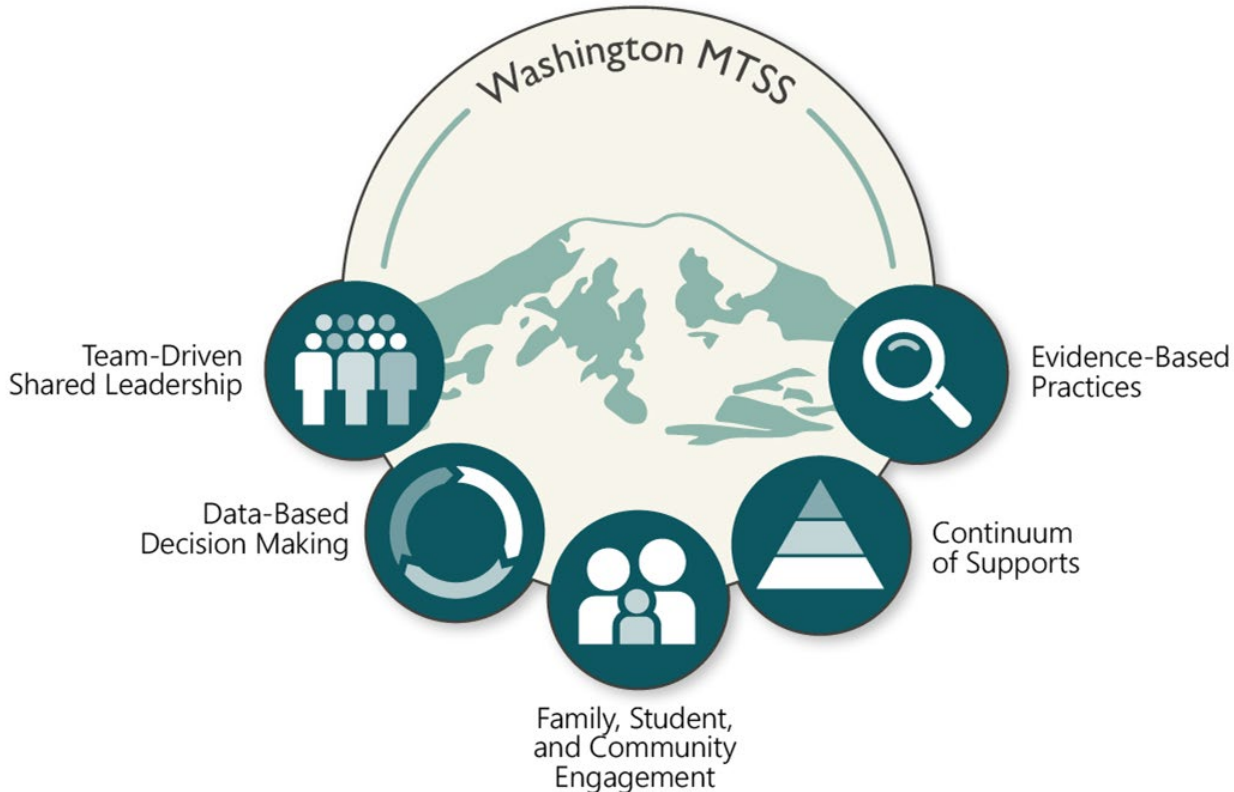 Washington MTSS
Team-Driven
Shared Leadership
Evidence-Based
Practices
Data-Based
Decision Making
Continuum
of Supports
Family, Student,
and Community
Engagement